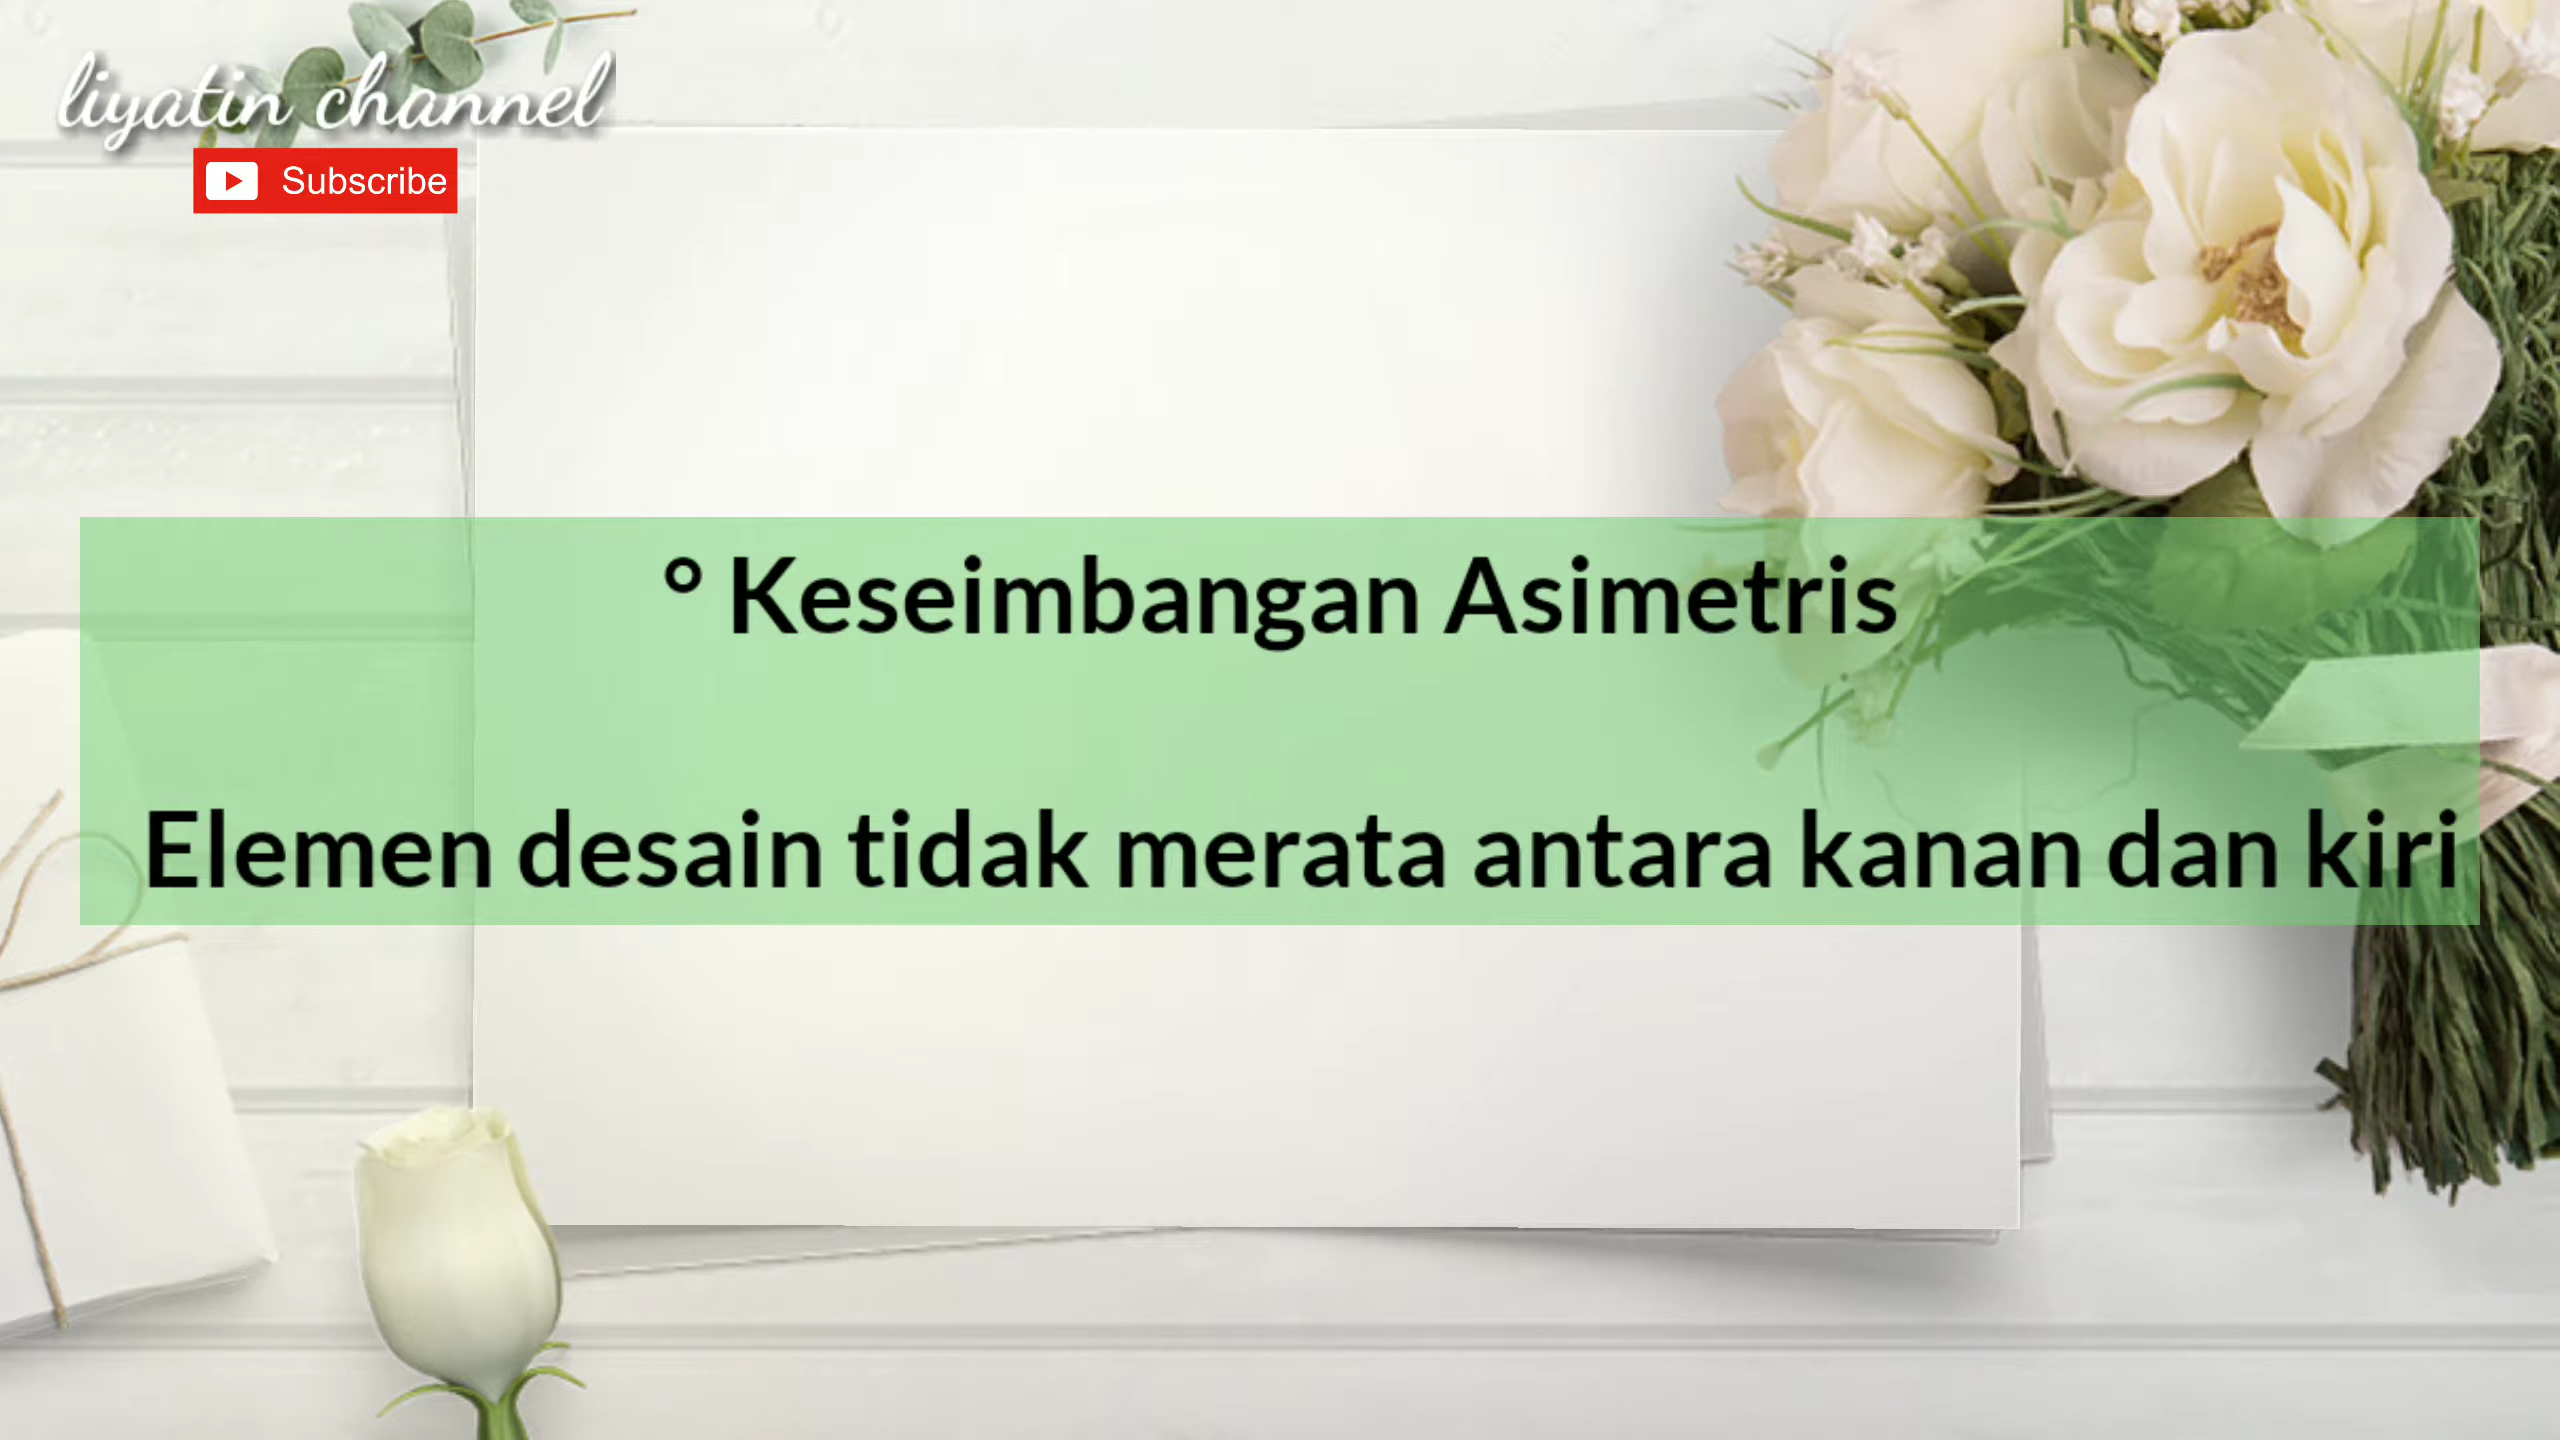 liyatin channel
Subscribe
° Keseimbangan Asimetris
Elemen desain tidak merata antara kanan dan kiri